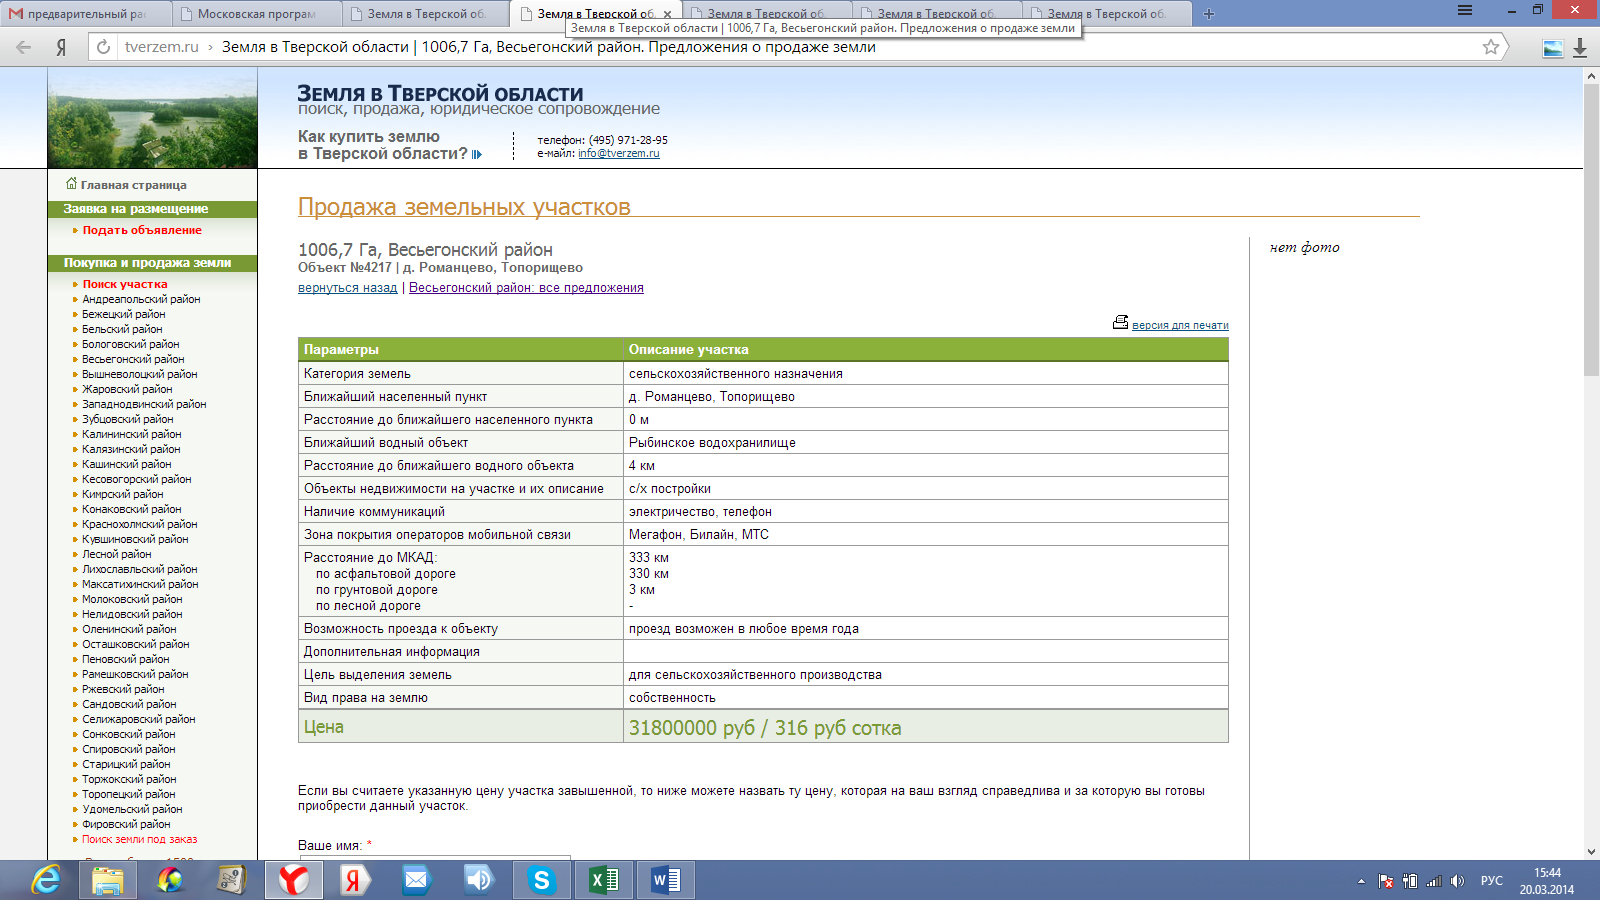 предварительный рас
Московская програм
Земля в Тверской об.
Земля в Тверской об.
Земля в Тверской об.
Земля в Тверской об.
Земля в Тверской об.
Земля в Тверской области | 1006,7 Га, Весьегонский район. Предложения о продаже земли
tverzem.ru › Земля в Тверской области | 1006,7 Га, Весьегонский район. Предложения о продаже земли
Земля в Тверской области
поиск, продажа, юридическое сопровождение
Как купить землю
в Тверской области?
телефон: (495) 971-28-95
е-майл: info@tverzem.ru
Главная страница
Заявка на размещение
Подать объявление
Покупка и продажа земли
Поиск участка
Андреапольский район
Бежецкий район
Бельский район
Бологовский район
Весьегонский район
Вышневолоцкий район
Жаровский район
Западнодвинский район
Зубцовский район
Калининский район
Калязинский район
Кашинский район
Кесовогорский район
Кимрский район
Конаковский район
Краснохолмский район
Кувшиновский район
Лесной район
Лихославльский район
Максатихинский район
Молоковский район
Нелидовский район
Оленинский район
Осташковский район
Пеновский район
Рамешковский район
Ржевский район
Сандовский район
Селижаровский район
Сонковский район
Спировский район
Старицкий район
Торжокский район
Торопецкий район
Удомельский район
Фировский район
Поиск земли под заказ
Продажа земельных участков
1006,7 Га, Весьегонский район
Объект №4217 | д. Романцево, Топорищево
вернуться назад | Весьегонский район: все предложения
нет фото
версия для печати
Параметры Описание участка
Категория земель сельскохозяйственного назначения
Ближайший населенный пункт д. Романцево, Топорищево
Расстояние до ближайшего населенного пункта 0 м
Ближайший водный объект Рыбинское водохранилище
Расстояние до ближайшего водного объекта 4 км
Объекты недвижимости на участке и их описание с/х постройки
Наличие коммуникаций электричество, телефон
Зона покрытия операторов мобильной связи Мегафон, Билайн, МТС
Расстояние до МКАД: 333 км
по асфальтовой дороге 330 км
по грунтовой дороге 3 км
по лесной дороге -
Возможность проезда к объекту проезд возможен в любое время года
Дополнительная информация
Цель выделения земель для сельскохозяйственного производства
Вид права на землю собственность
Цена 31800000 руб / 316 руб сотка
Если вы считаете указанную цену участка завышенной, то ниже можете назвать ту цену, которая на ваш взгляд справедлива и за которую вы готовы
приобрести данный участок.
Ваше имя: *
РУС
15:44
20.03.2014